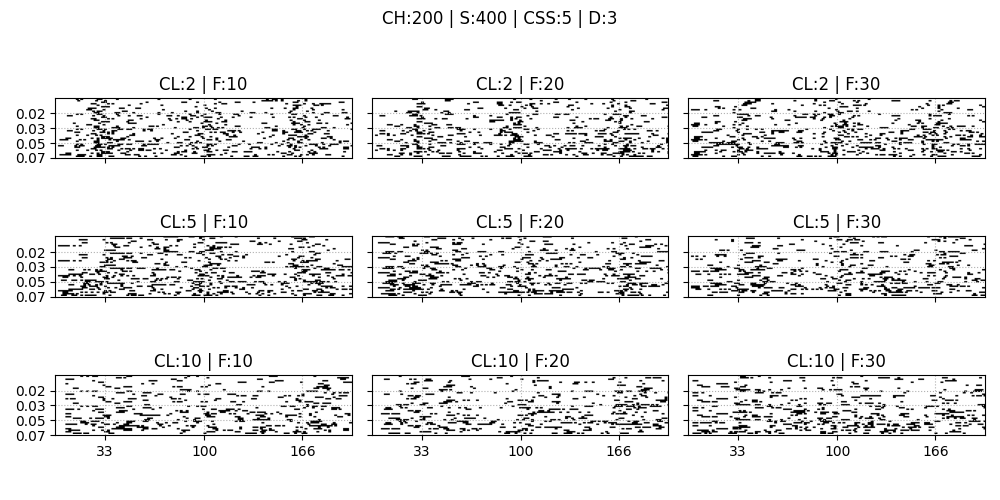 CH:200 | S:400 | CSS:5 | D:3
CL:2 | F:10
CL:2 | F:20
CL:2 | F:30
0.02
0.03
0.05
0.07
CL:5 | F:10
CL:5 | F:20
CL:5 | F:30
0.02
0.03
0.05
0.07
CL:10 | F:10
CL:10 | F:20
CL:10 | F:30
0.02
0.03
0.05
0.07
33 100 166
33 100 166
33 100 166